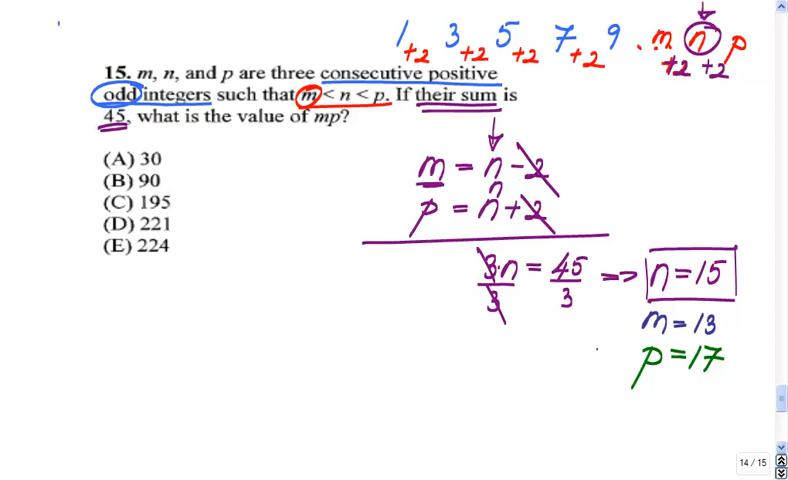 1 3 5 7 9 . m n p
+2 +2 +2 +2 +2 +2
15. m, n, and p are three consecutive positive
odd integers such that m < n < p. If their sum is
45, what is the value of mp?
(A) 30
(B) 90
(C) 195
(D) 221
(E) 224
m = n - 2
n
p = n + 2
3·n = 45 => n = 15
3 3
m = 13
p = 17
14 / 15